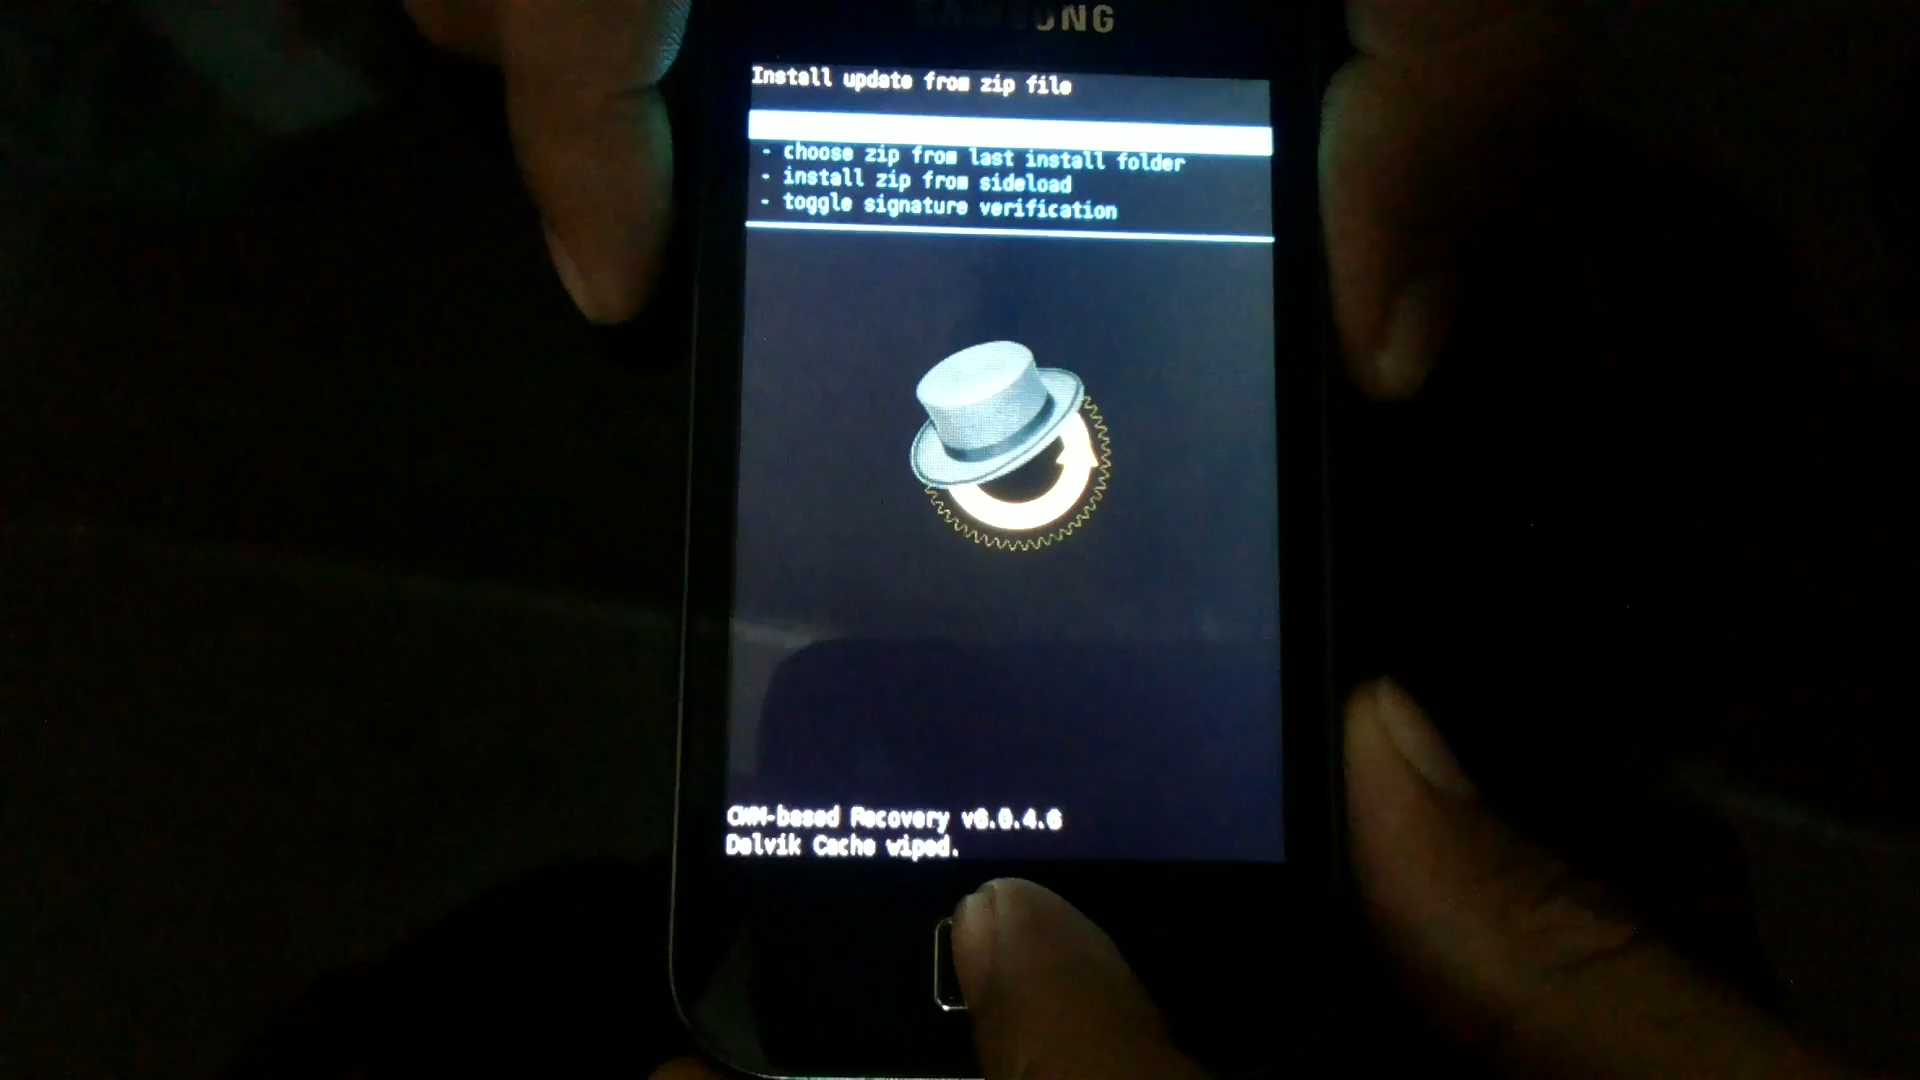 SAMSUNG
Install update from zip file
- choose zip from last install folder
- install zip from sideload
- toggle signature verification
CWM-based Recovery v6.0.4.6
Dalvik Cache wiped.